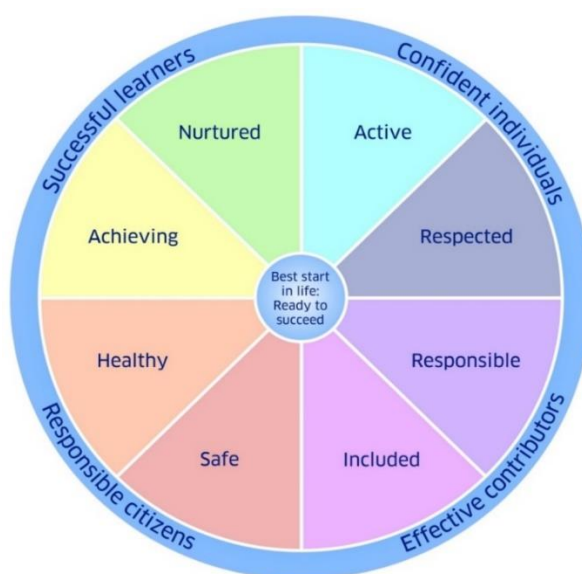 Successful learners
Confident individuals
Nurtured
Active
Achieving
Respected
Best start
in life:
Ready to
succeed
Healthy
Responsible
Safe
Included
Responsible citizens
Effective contributors